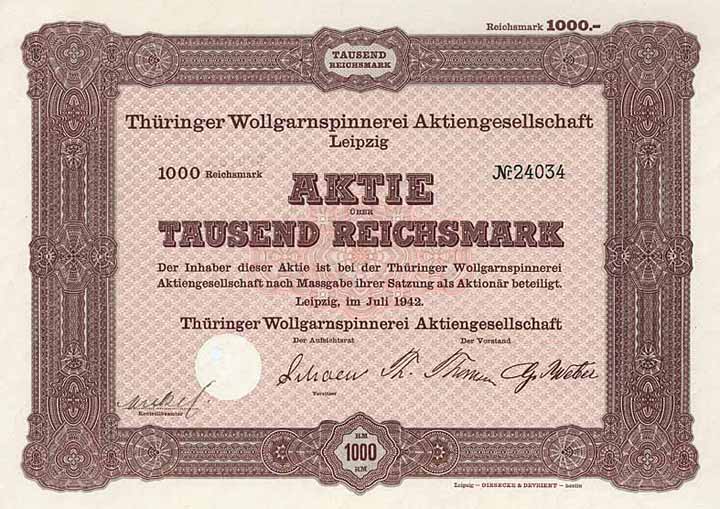 Reichsmark 1000.-
TAUSEND
REICHSMARK
Thüringer Wollgarnspinnerei Aktiengesellschaft
Leipzig
1000 Reichsmark
№ 24034
AKTIE
ÜBER
TAUSEND REICHSMARK
Der Inhaber dieser Aktie ist bei der Thüringer Wollgarnspinnerei
Aktiengesellschaft nach Massgabe ihrer Satzung als Aktionär beteiligt.
Leipzig, im Juli 1942.
Thüringer Wollgarnspinnerei Aktiengesellschaft
Der Aufsichtsrat
Der Vorstand
Vorsitzer
Kontrollbeamter
RM
1000
RM
Leipzig – GIESECKE & DEVRIENT – Berlin